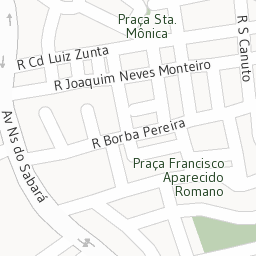 Praça Sta.
Mônica
R Cd Luiz Zunta
R Joaquim Neves Monteiro
R S Canuto
Av Ns do Sabará
R Borba Pereira
Praça Francisco
Aparecido
Romano